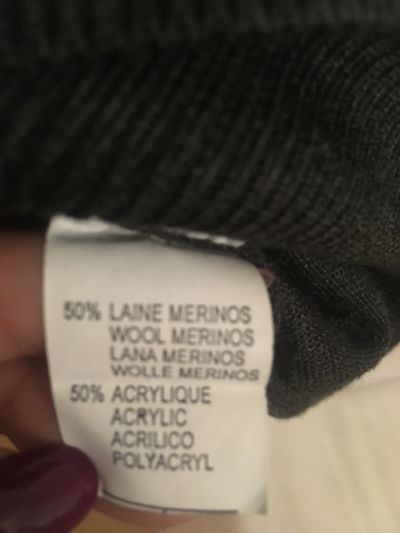 50% LAINE MERINOS
WOOL MERINOS
LANA MERINOS
WOLLE MERINOS
50% ACRYLIQUE
ACRYLIC
ACRILICO
POLYACRYL